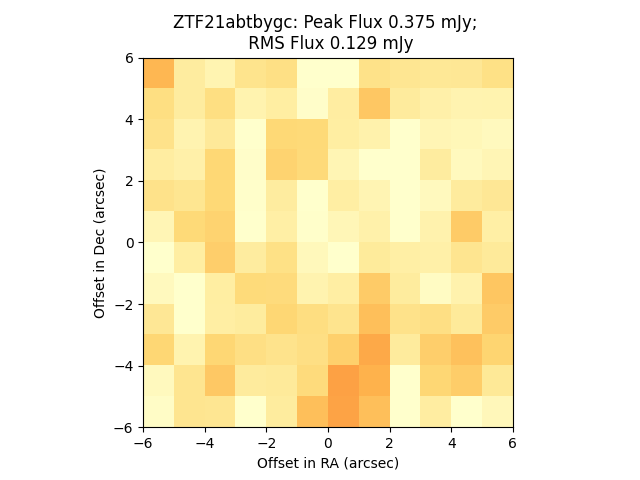 ZTF21abtbygc: Peak Flux 0.375 mJy;
RMS Flux 0.129 mJy
6
4
2
0
−2
−4
−6
Offset in Dec (arcsec)
−6 −4 −2 0 2 4 6
Offset in RA (arcsec)